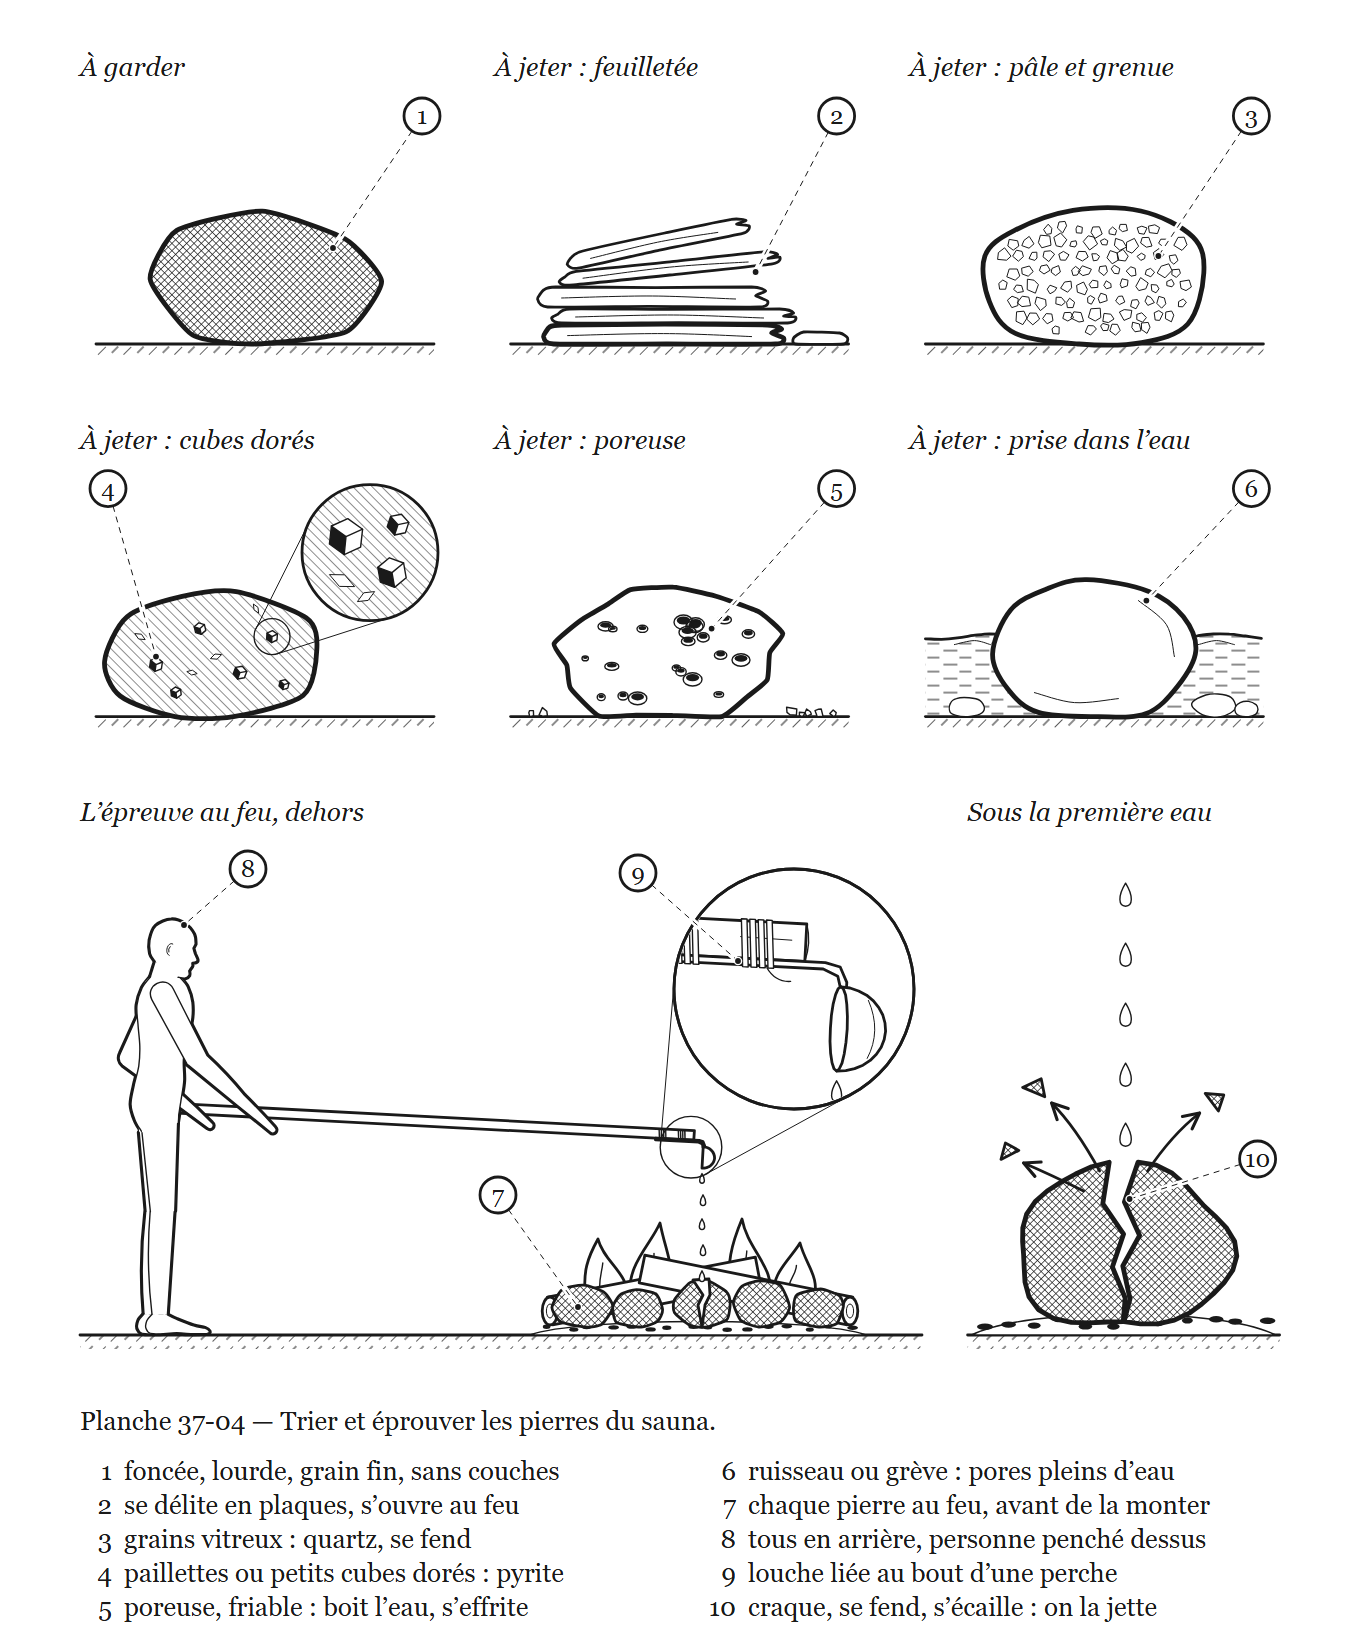 À garder
À jeter : feuilletée
À jeter : pâle et grenue
1
2
3
À jeter : cubes dorés
À jeter : poreuse
À jeter : prise dans l’eau
4
5
6
L’épreuve au feu, dehors
Sous la première eau
8
9
10
7
Planche 37-04 — Trier et éprouver les pierres du sauna.
1 foncée, lourde, grain fin, sans couches
2 se délite en plaques, s’ouvre au feu
3 grains vitreux : quartz, se fend
4 paillettes ou petits cubes dorés : pyrite
5 poreuse, friable : boit l’eau, s’effrite
6 ruisseau ou grève : pores pleins d’eau
7 chaque pierre au feu, avant de la monter
8 tous en arrière, personne penché dessus
9 louche liée au bout d’une perche
10 craque, se fend, s’écaille : on la jette